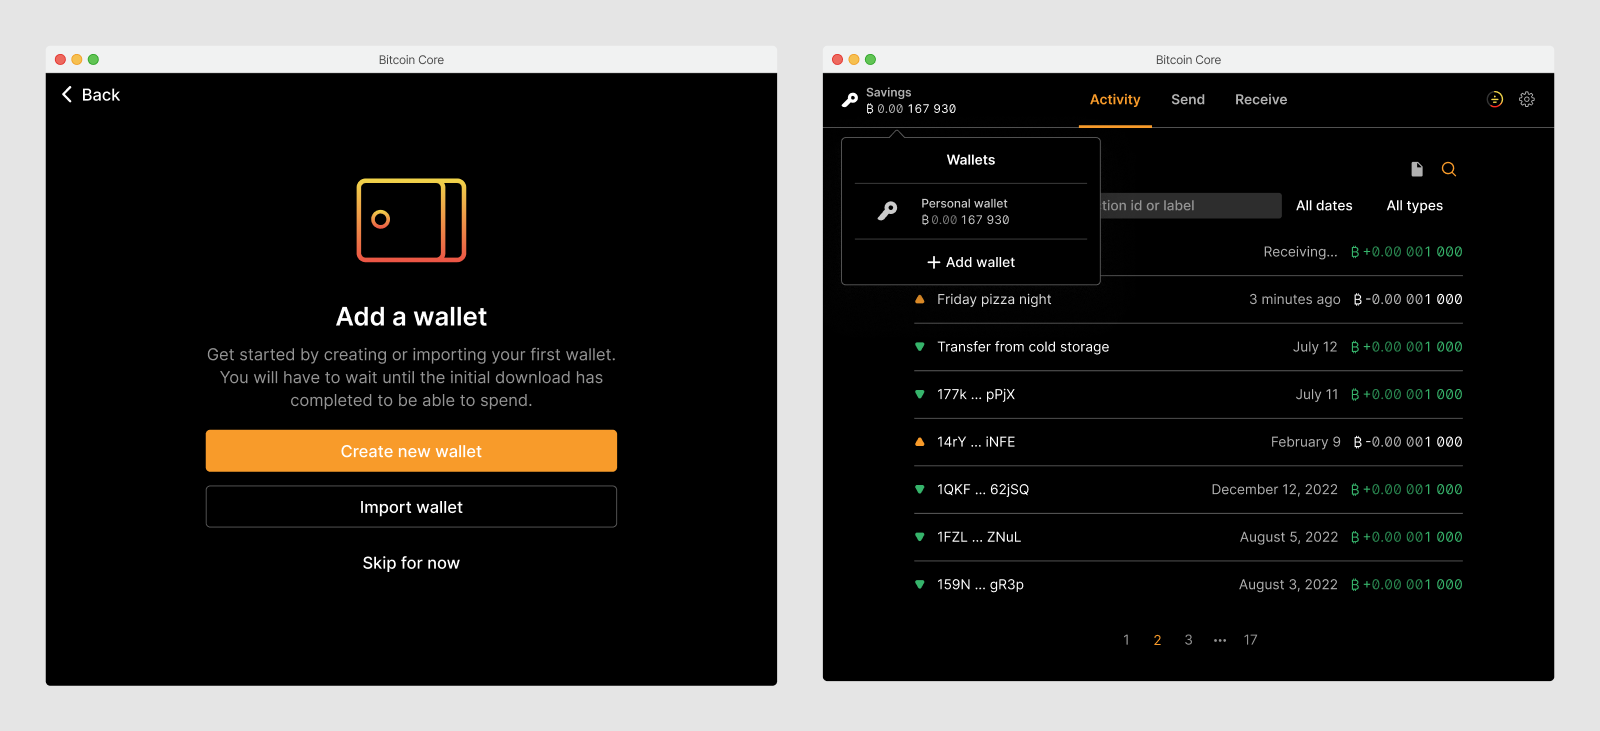 Bitcoin Core
Back
Add a wallet
Get started by creating or importing your first wallet.
You will have to wait until the initial download has
completed to be able to spend.
Create new wallet
Import wallet
Skip for now
Bitcoin Core
Savings
₿ 0.00 167 930
Activity Send Receive
Wallets
Personal wallet
₿ 0.00 167 930
+ Add wallet
tion id or label All dates All types
Receiving... ₿ +0.00 001 000
Friday pizza night 3 minutes ago ₿ -0.00 001 000
Transfer from cold storage July 12 ₿ +0.00 001 000
177k ... pPjX July 11 ₿ +0.00 001 000
14rY ... iNFE February 9 ₿ -0.00 001 000
1QKF ... 62jSQ December 12, 2022 ₿ +0.00 001 000
1FZL ... ZNuL August 5, 2022 ₿ +0.00 001 000
159N ... gR3p August 3, 2022 ₿ +0.00 001 000
1 2 3 ··· 17